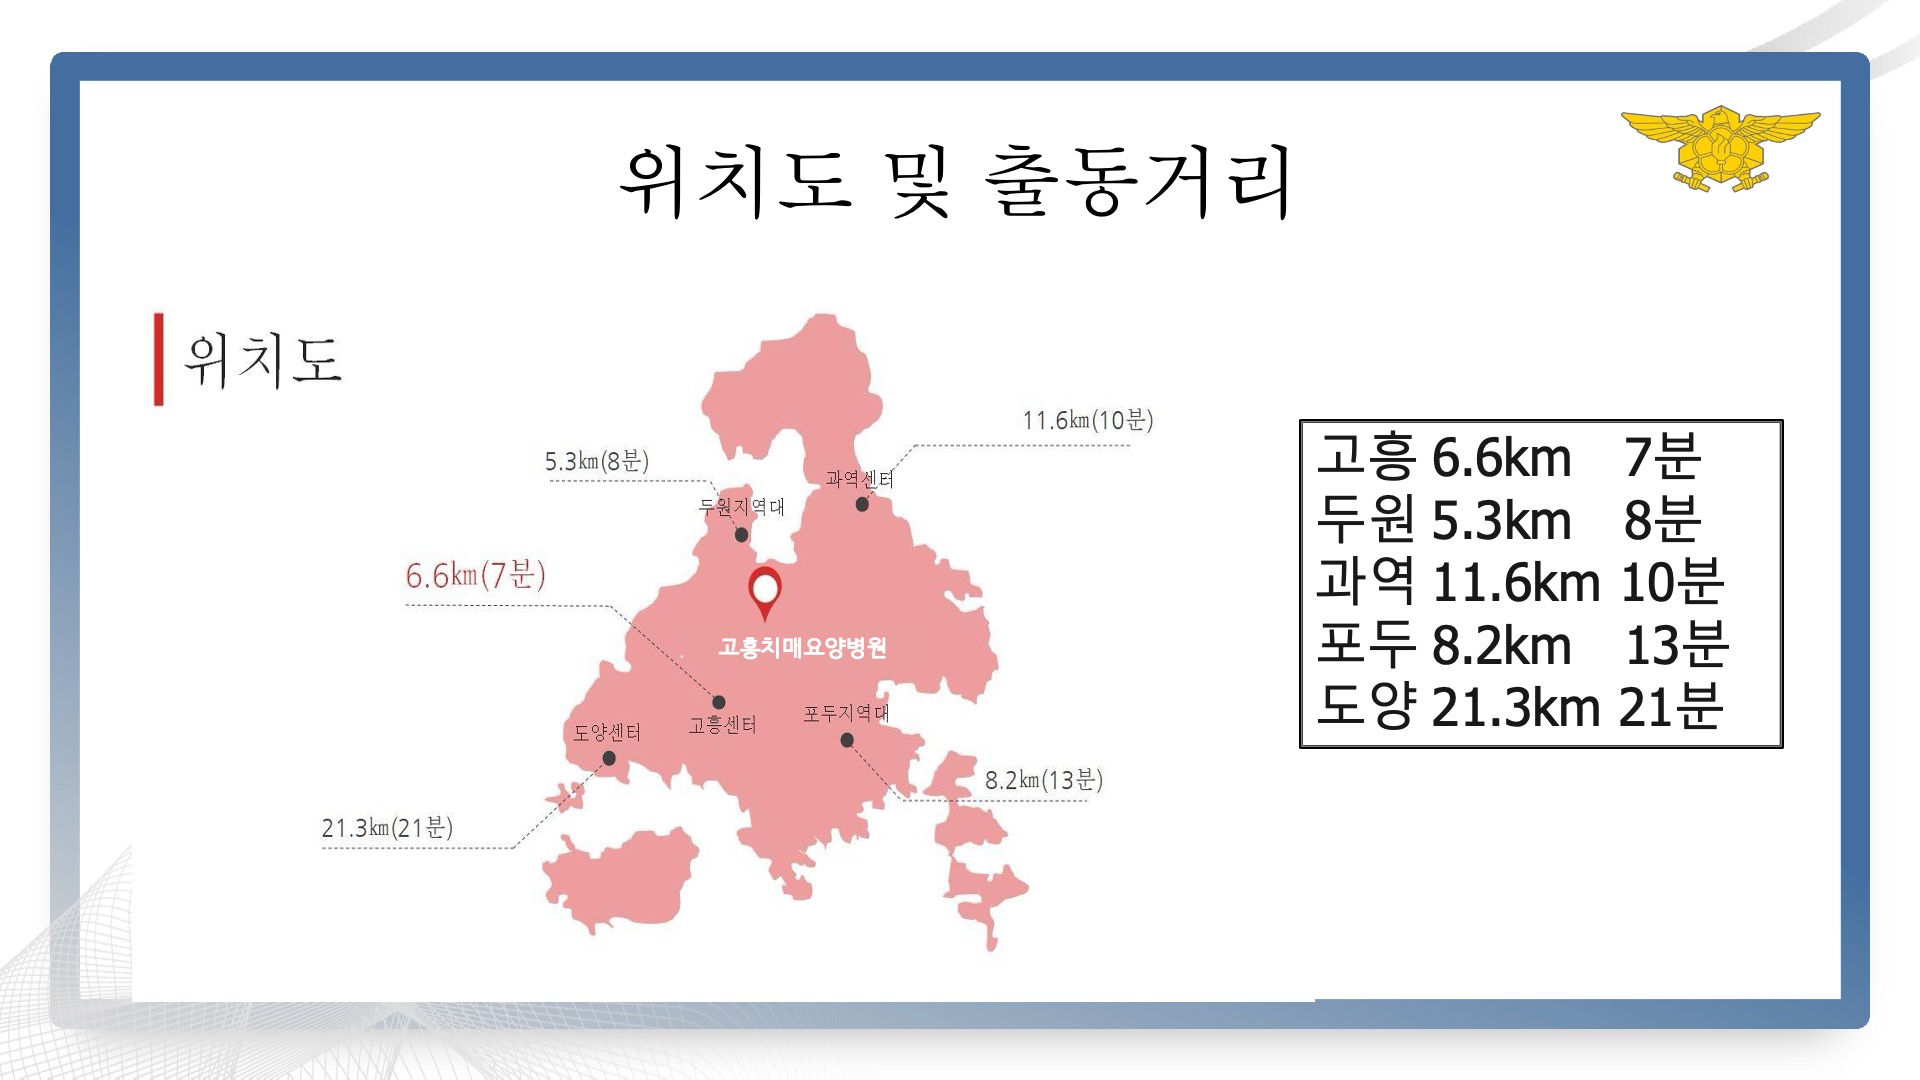 위치도 및 출동거리
위치도
11.6㎞(10분)
5.3㎞(8분)
과역센터
두원지역대
6.6㎞(7분)
고흥치매요양병원
고흥센터
포두지역대
도양센터
8.2㎞(13분)
21.3㎞(21분)
고흥 6.6km 7분
두원 5.3km 8분
과역 11.6km 10분
포두 8.2km 13분
도양 21.3km 21분